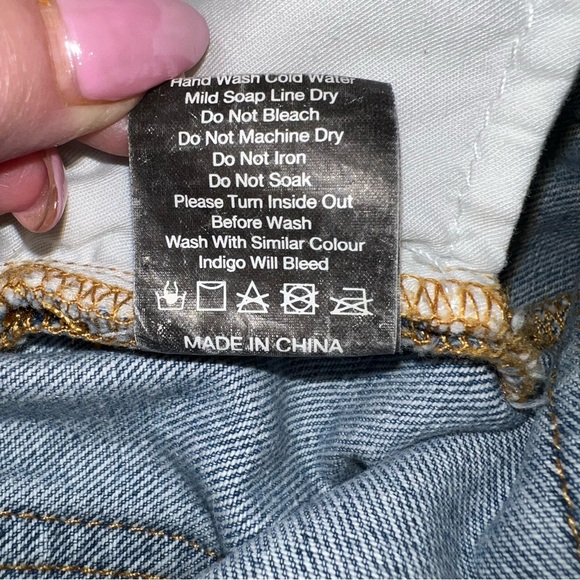 Hand Wash Cold Water
Mild Soap Line Dry
Do Not Bleach
Do Not Machine Dry
Do Not Iron
Do Not Soak
Please Turn Inside Out
Before Wash
Wash With Similar Colour
Indigo Will Bleed
MADE IN CHINA